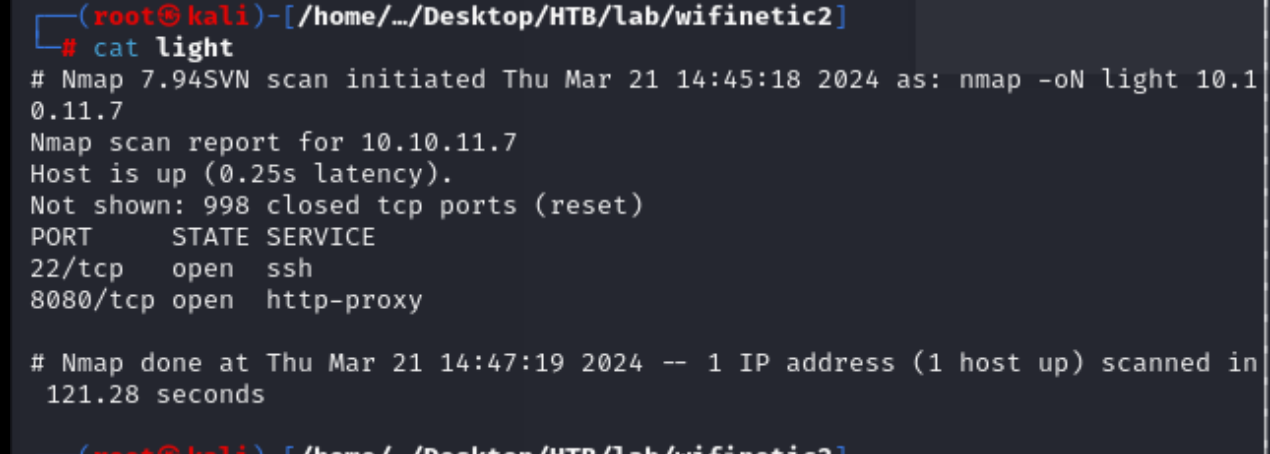 ┌──(root㉿kali)-[/home/…/Desktop/HTB/lab/wifinetic2]
└─# cat light
# Nmap 7.94SVN scan initiated Thu Mar 21 14:45:18 2024 as: nmap -oN light 10.1
0.11.7
Nmap scan report for 10.10.11.7
Host is up (0.25s latency).
Not shown: 998 closed tcp ports (reset)
PORT     STATE SERVICE
22/tcp   open  ssh
8080/tcp open  http-proxy
# Nmap done at Thu Mar 21 14:47:19 2024 -- 1 IP address (1 host up) scanned in
 121.28 seconds
(root㉿kali)-[/home/…/Desktop/HTB/lab/wifinetic2]